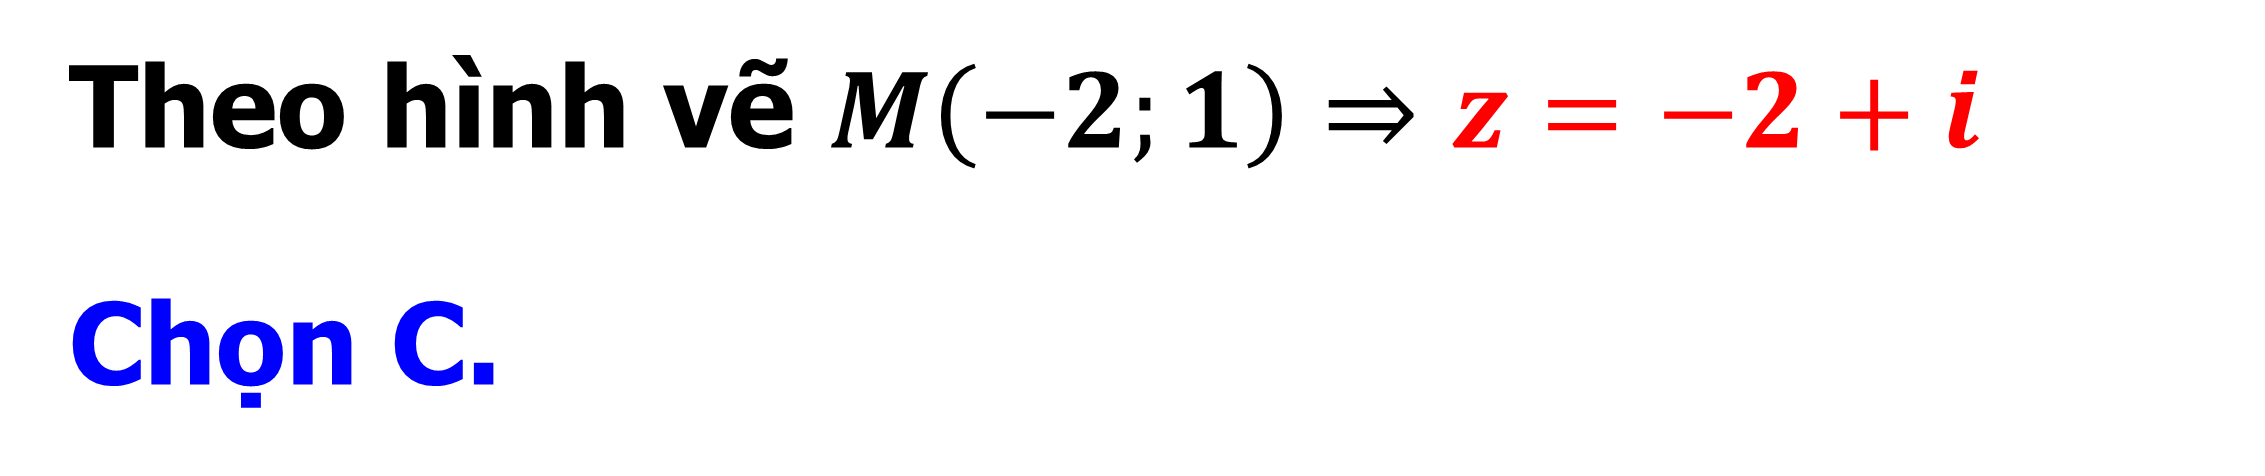 Theo hình vẽ M(−2; 1) ⇒ z = −2 + i
Chọn C.